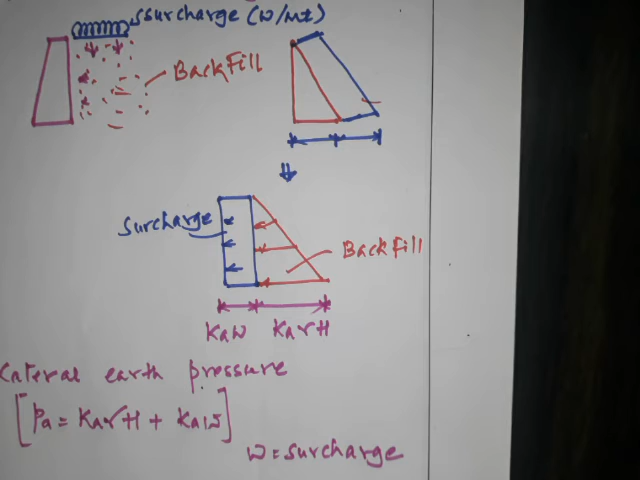 surcharge (w/mt)
Backfill
surcharge
Backfill
Kaw KaγH
Lateral earth pressure
[Pa = KaγH + Kaw]
w = surcharge